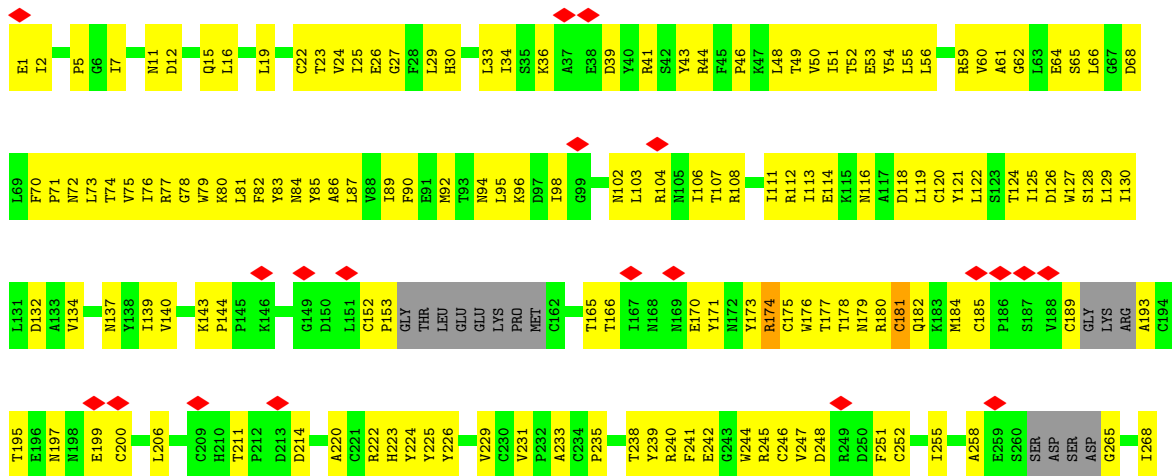 E1 I2 P5 G6 I7 N11 D12 Q15 L16 L19 C22 T23 V24 I25 E26 G27 F28 L29 H30 L33 I34 S35 K36 A37 E38 D39 Y40 R41 S42 Y43 R44 F45 P46 K47 L48 T49 V50 I51 T52 E53 Y54 L55 L56 R59 V60 A61 G62 L63 E64 S65 L66 G67 D68
L69 F70 P71 N72 L73 T74 V75 I76 R77 G78 W79 K80 L81 F82 Y83 N84 Y85 A86 L87 V88 I89 F90 E91 M92 T93 N94 L95 K96 D97 I98 G99 N102 L103 R104 N105 I106 T107 R108 I111 R112 I113 E114 K115 N116 A117 D118 L119 C120 Y121 L122 S123 T124 I125 D126 W127 S128 L129 I130
L131 D132 A133 V134 N137 Y138 I139 V140 K143 P144 P145 K146 G149 D150 L151 C152 P153 GLY THR LEU GLU GLU LYS PRO MET C162 T165 T166 I167 N168 N169 E170 Y171 N172 Y173 R174 C175 W176 T177 T178 N179 R180 C181 Q182 K183 M184 C185 P186 S187 V188 C189 GLY LYS ARG A193 C194
T195 E196 N197 N198 E199 C200 L206 C209 H210 T211 P212 D213 D214 A220 C221 R222 H223 Y224 Y225 Y226 V229 C230 V231 P232 A233 C234 P235 T238 Y239 R240 F241 E242 G243 W244 R245 C246 V247 D248 R249 D250 F251 C252 I255 A258 E259 S260 SER ASP SER ASP G265 I268